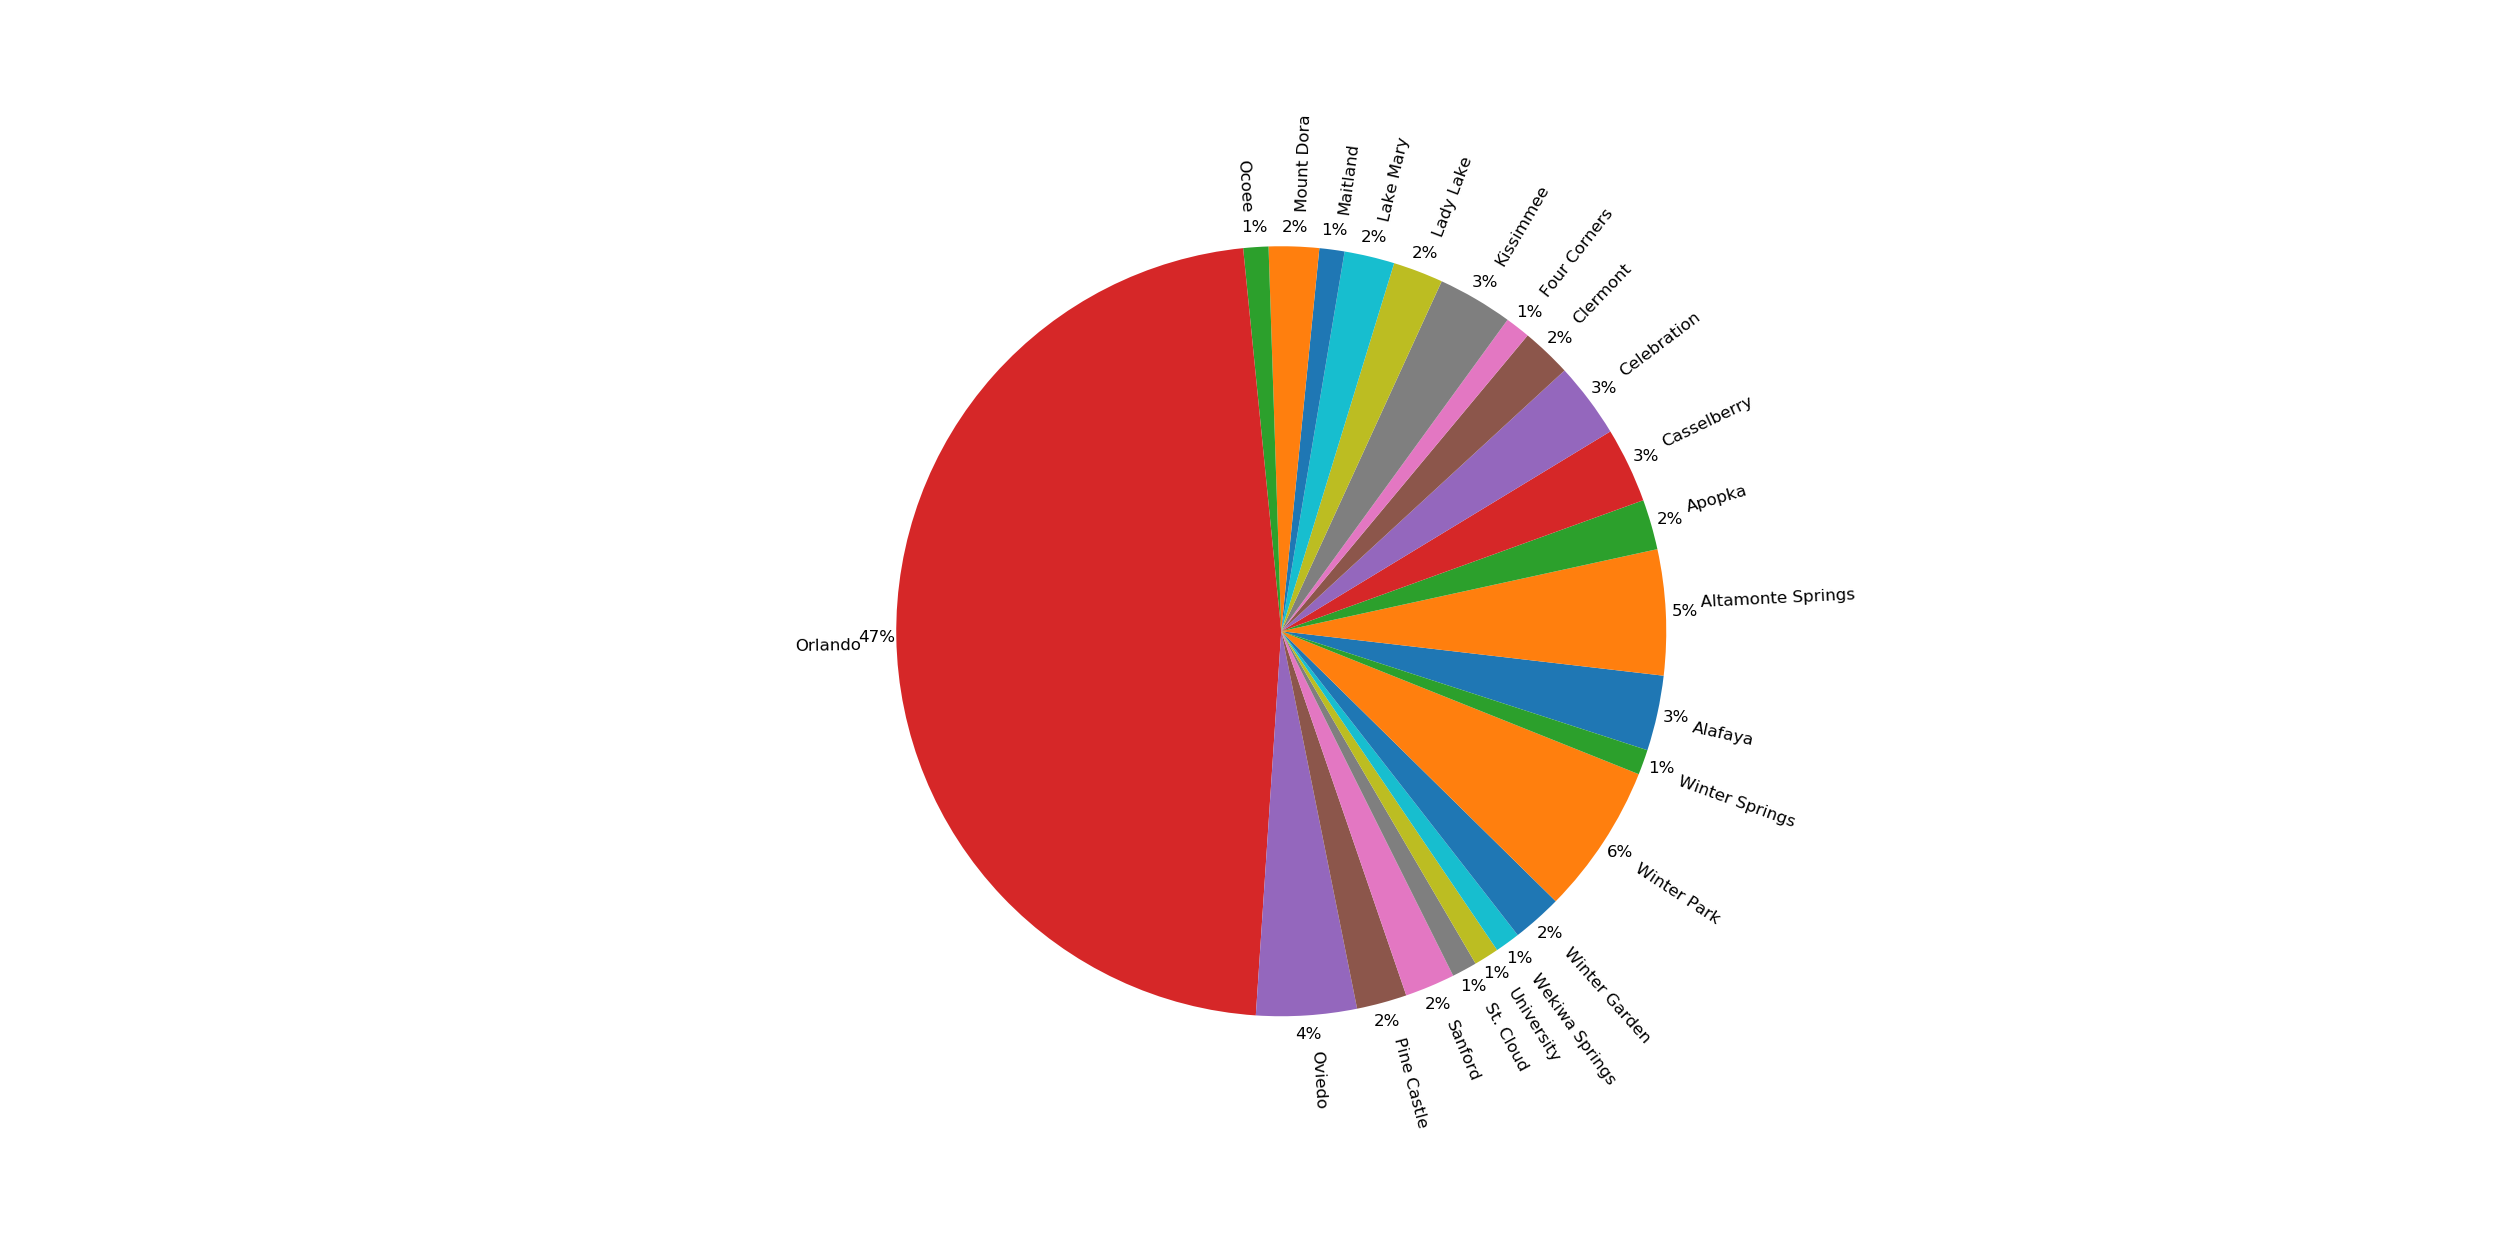 Mount Dora
2%
Maitland
1%
Lake Mary
2%
Lady Lake
2%
Kissimmee
3%
Four Corners
1%
Clermont
2%
Celebration
3%
Casselberry
3%
Apopka
2%
Altamonte Springs
5%
Alafaya
3%
Winter Springs
1%
Winter Park
6%
Winter Garden
2%
Wekiwa Springs
1%
University
1%
St. Cloud
1%
Sanford
2%
Pine Castle
2%
Oviedo
4%
Orlando
47%
Ocoee
1%